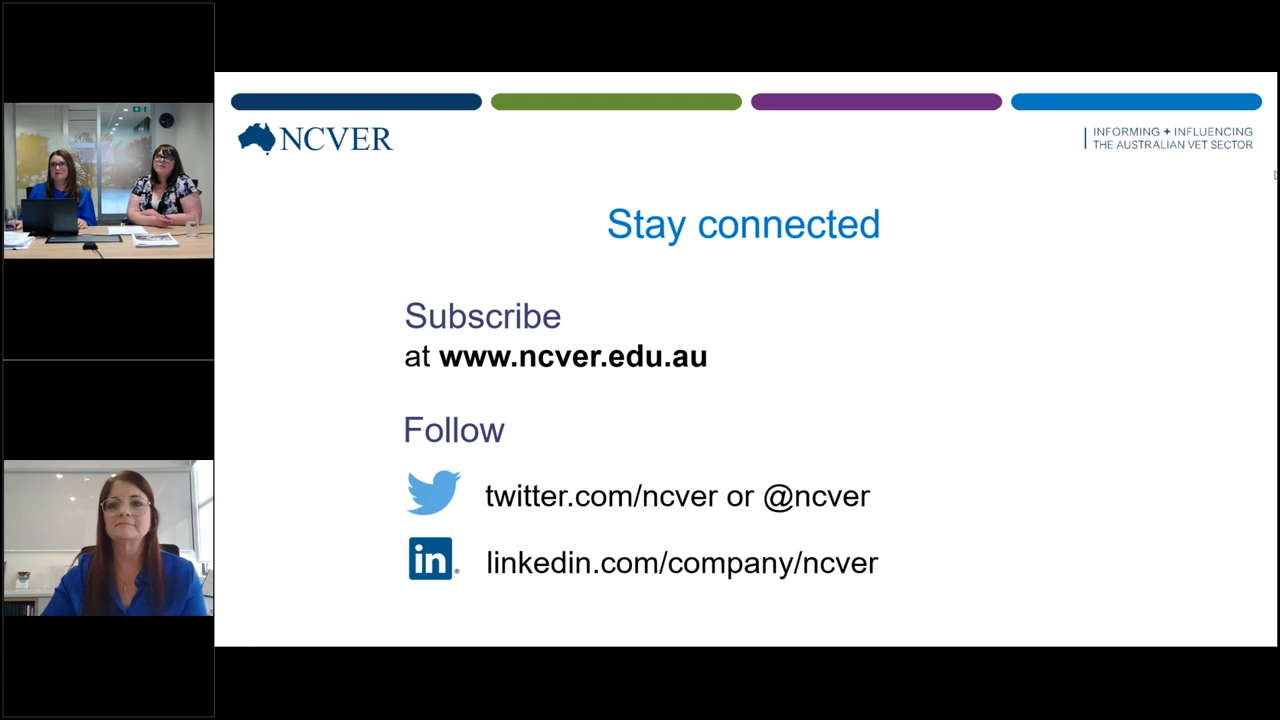 NCVER
INFORMING + INFLUENCING
THE AUSTRALIAN VET SECTOR
Stay connected
Subscribe
at www.ncver.edu.au
Follow
twitter.com/ncver or @ncver
in
linkedin.com/company/ncver